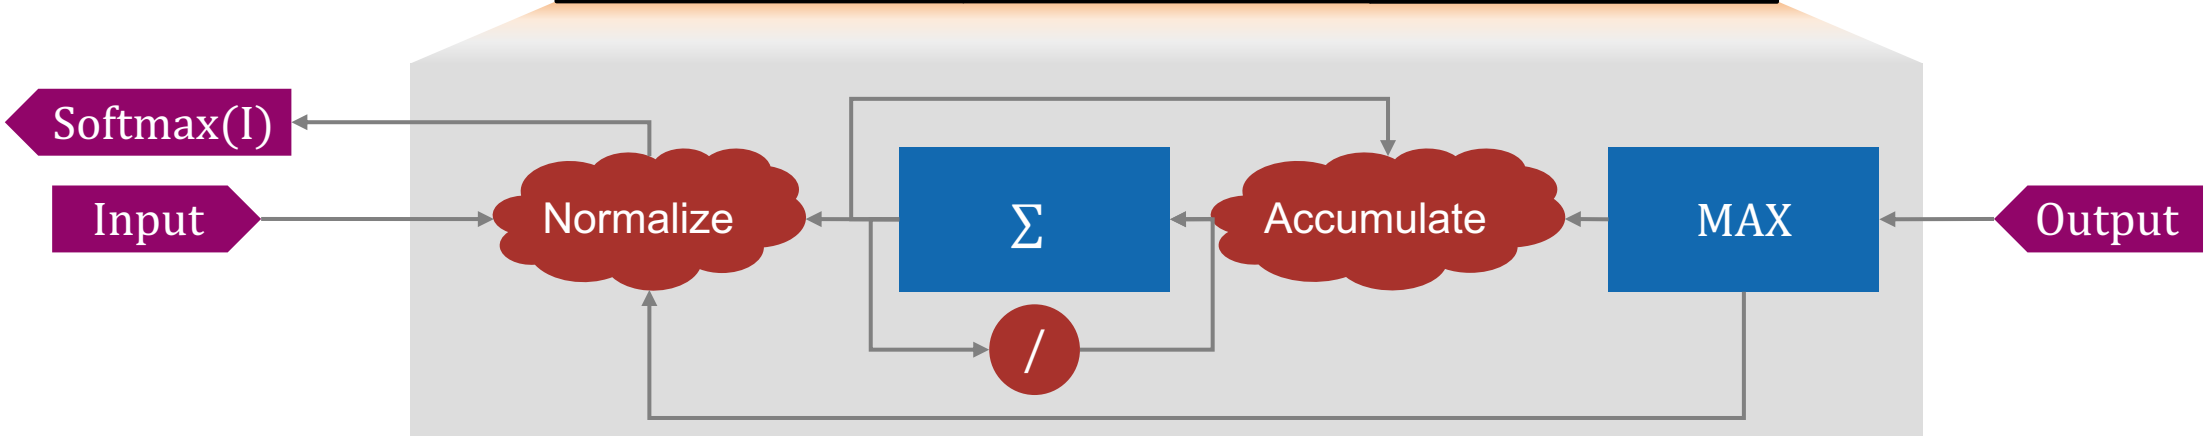 Softmax(I)
Input
Normalize
Σ
Accumulate
MAX
Output
/